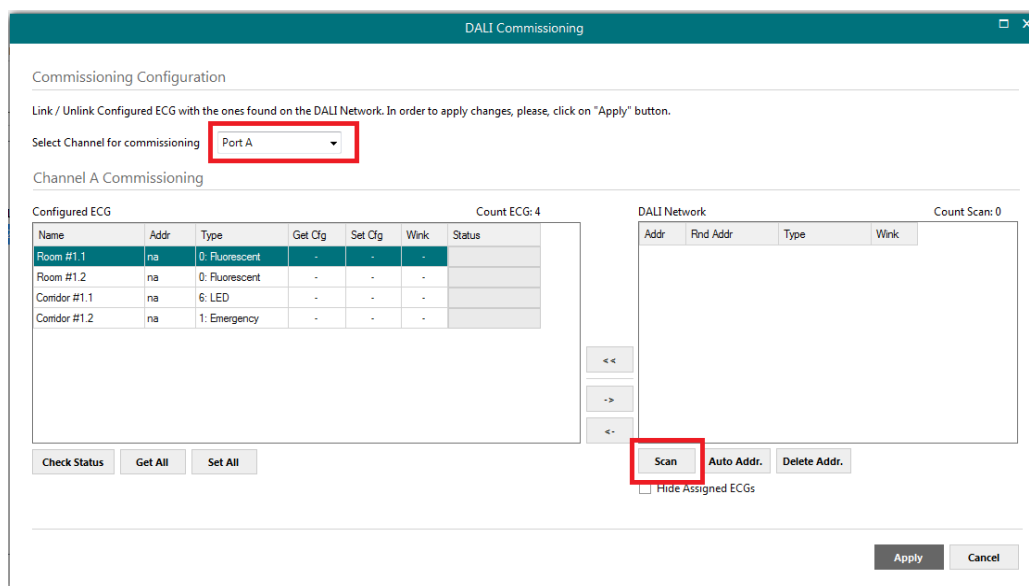 DALI Commissioning
Commissioning Configuration
Link / Unlink Configured ECG with the ones found on the DALI Network. In order to apply changes, please, click on "Apply" button.
Select Channel for commissioning Port A
Channel A Commissioning
Configured ECG Count ECG: 4 DALI Network Count Scan: 0
Name Addr Type Get Cfg Set Cfg Wink Status Addr Rnd Addr Type Wink
Room #1.1 na 0: Fluorescent - - -
Room #1.2 na 0: Fluorescent - - -
Corridor #1.1 na 6: LED - - -
Corridor #1.2 na 1: Emergency - - -
<<
->
<-
Check Status Get All Set All Scan Auto Addr. Delete Addr.
Hide Assigned ECGs
Apply Cancel